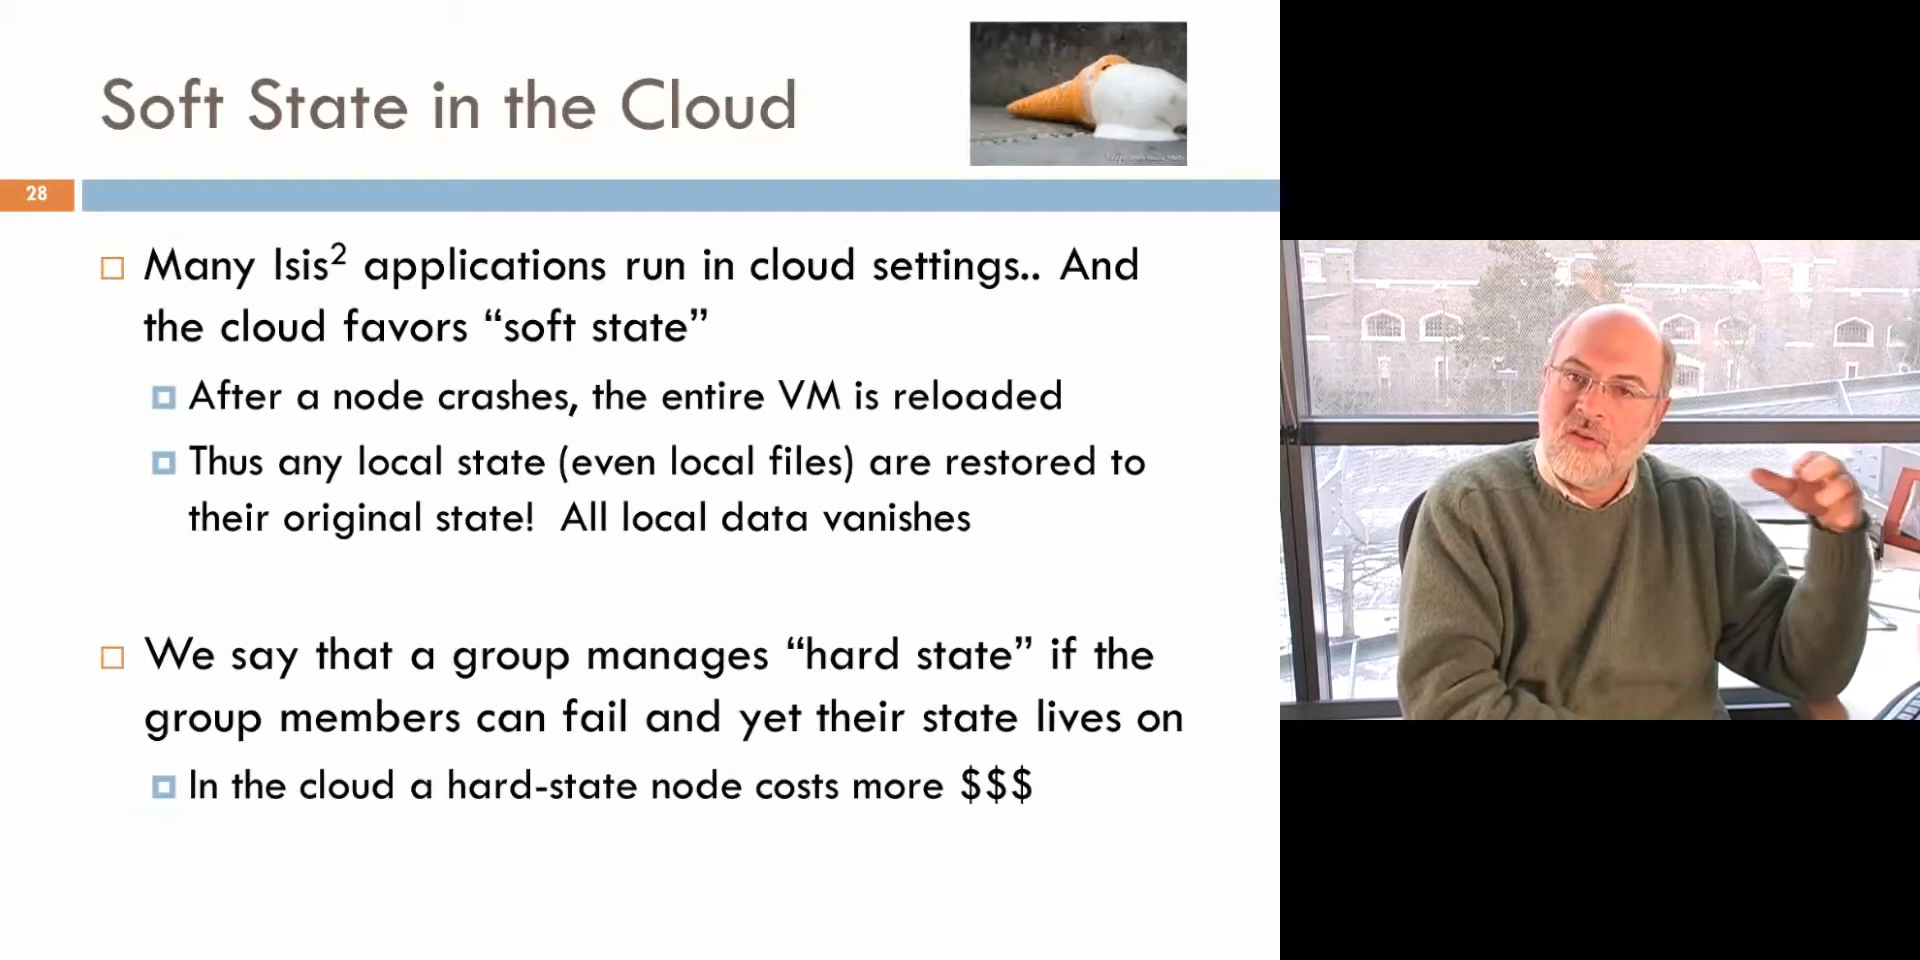 Soft State in the Cloud
28
Many Isis² applications run in cloud settings.. And
the cloud favors “soft state”
After a node crashes, the entire VM is reloaded
Thus any local state (even local files) are restored to
their original state! All local data vanishes
We say that a group manages “hard state” if the
group members can fail and yet their state lives on
In the cloud a hard-state node costs more $$$